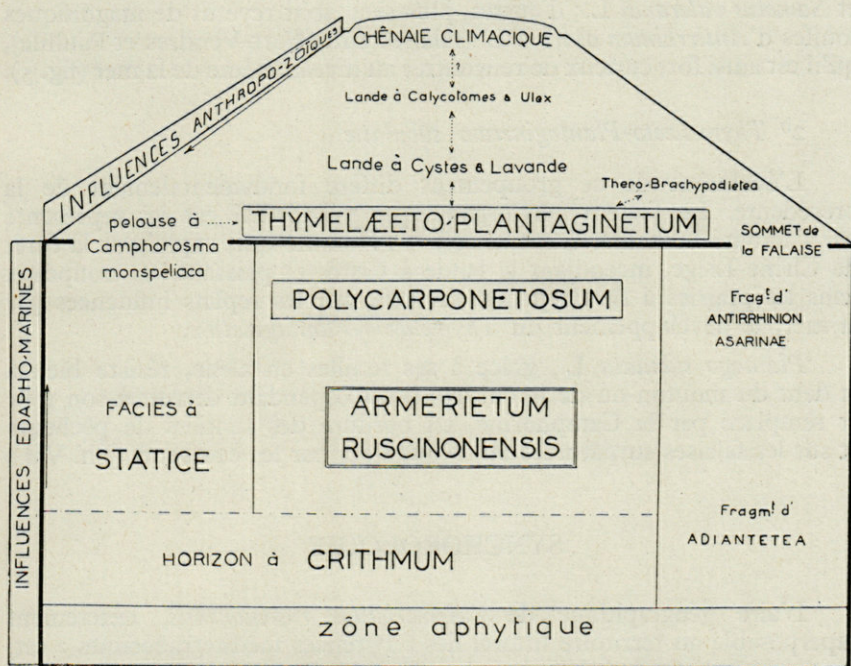 CHÊNAIE CLIMACIQUE
?
INFLUENCES ANTHROPO-ZOÏQUES
Lande à Calycotomes & Ulex
Lande à Cystes & Lavande
Thero-Brachypodietea
pelouse à
Camphorosma
monspeliaca
THYMELÆETO-PLANTAGINETUM
SOMMET de
la FALAISE
INFLUENCES EDAPHO-MARINES
POLYCARPONETOSUM
Fragt d'
ANTIRRHINION
ASARINAE
FACIES à
STATICE
ARMERIETUM
RUSCINONENSIS
Fragmt d'
ADIANTETEA
HORIZON à CRITHMUM
zône aphytique